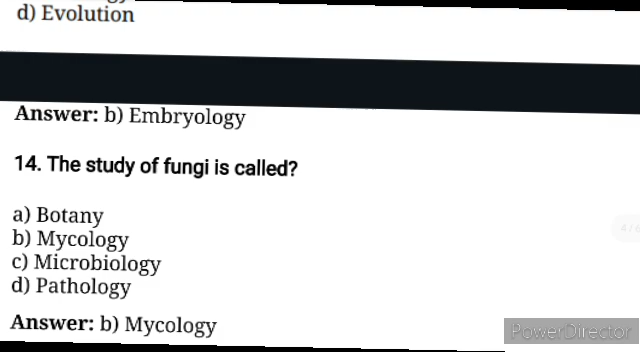 d) Evolution
Answer: b) Embryology
14. The study of fungi is called?
a) Botany
b) Mycology
c) Microbiology
d) Pathology
Answer: b) Mycology
PowerDirector